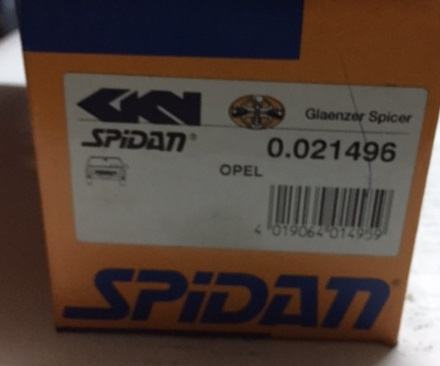 GKN
Glaenzer Spicer
SPiDAN®
0.021496
OPEL
4 019064 014959
SPiDAN®